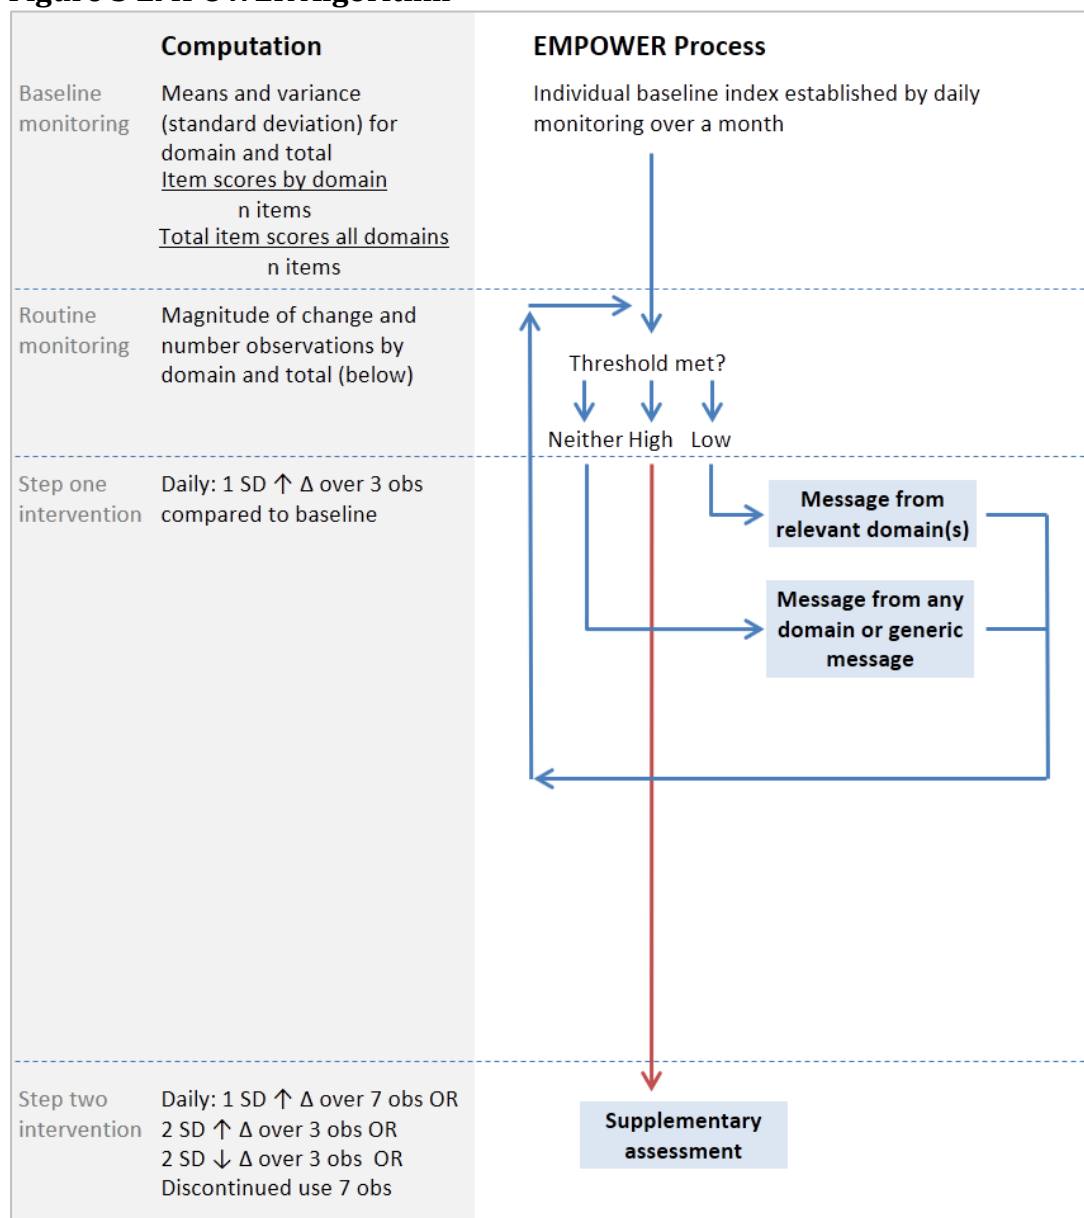 Figure 3 EMPOWER Algorithm
Computation
EMPOWER Process
Baseline
monitoring
Means and variance
(standard deviation) for
domain and total
Item scores by domain
n items
Total item scores all domains
n items
Individual baseline index established by daily
monitoring over a month
Routine
monitoring
Magnitude of change and
number observations by
domain and total (below)
Threshold met?
Neither High Low
Step one
intervention
Daily: 1 SD ↑ Δ over 3 obs
compared to baseline
Message from
relevant domain(s)
Message from any
domain or generic
message
Step two
intervention
Daily: 1 SD ↑ Δ over 7 obs OR
2 SD ↑ Δ over 3 obs OR
2 SD ↓ Δ over 3 obs OR
Discontinued use 7 obs
Supplementary
assessment